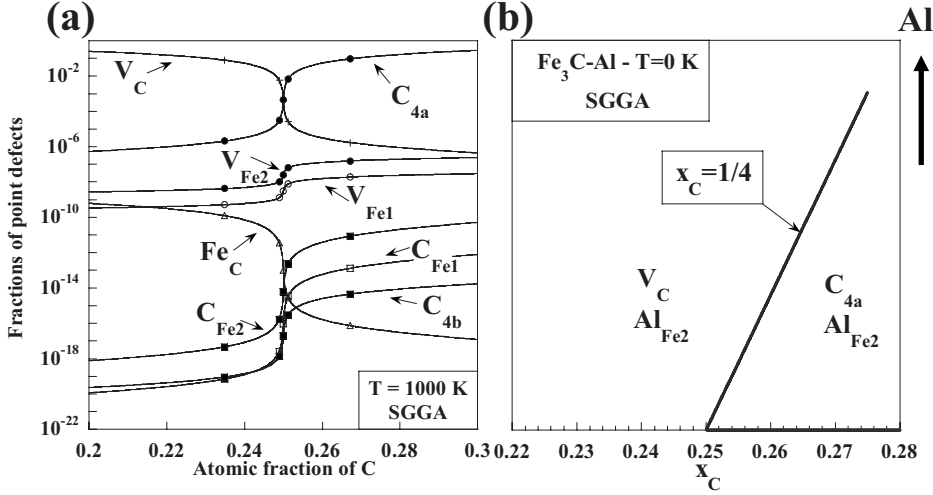 (a)
10^-2
10^-6
10^-10
10^-14
10^-18
10^-22
Fractions of point defects
V_C
C_4a
V_Fe2
V_Fe1
Fe_C
C_Fe1
C_Fe2
C_4b
T = 1000 K
SGGA
0.2 0.22 0.24 0.26 0.28 0.3
Atomic fraction of C
(b)
Al
Fe_3C-Al - T=0 K
SGGA
x_C=1/4
V_C
Al_Fe2
C_4a
Al_Fe2
0.22 0.23 0.24 0.25 0.26 0.27 0.28
x_C